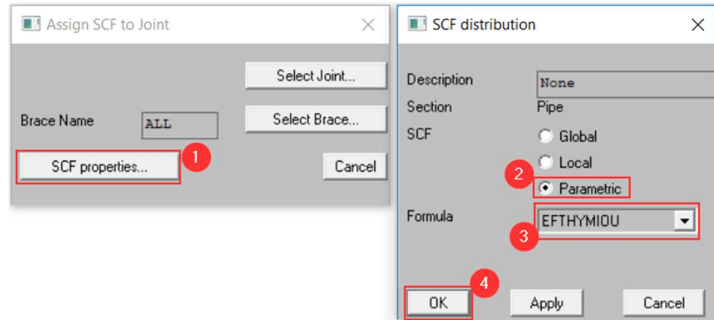 Assign SCF to Joint
Select Joint...
Brace Name ALL Select Brace...
SCF properties... 1 Cancel
SCF distribution
Description None
Section Pipe
SCF Global
Local
2 Parametric
Formula EFTHYMIOU
3
4
OK Apply Cancel